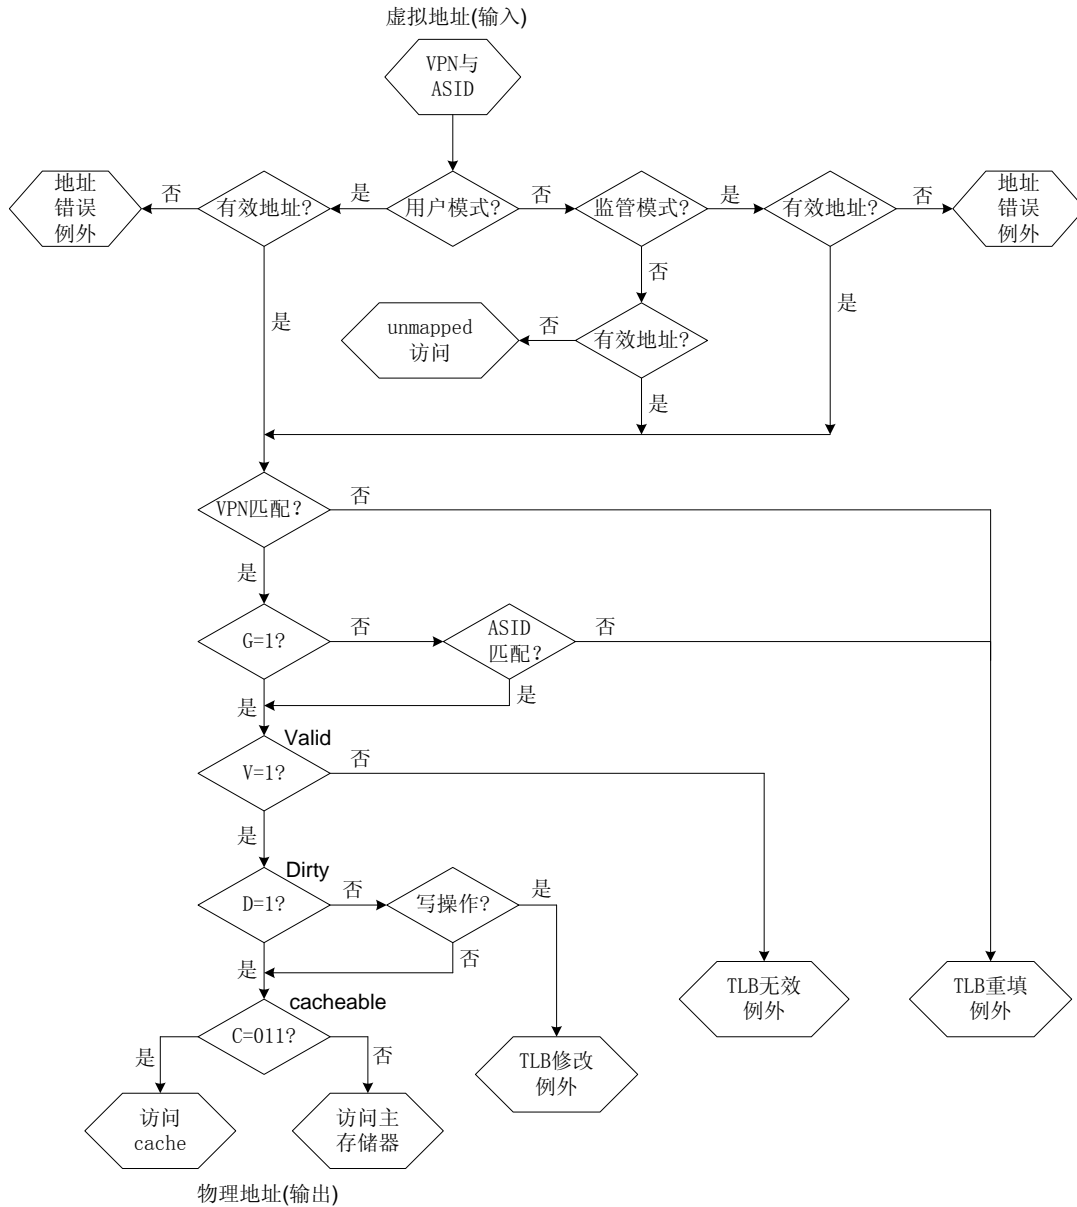 虚拟地址(输入)
VPN与
ASID
地址
错误
例外
否
有效地址?
是
用户模式?
否
监管模式?
是
有效地址?
否
地址
错误
例外
是
否
是
unmapped
访问
否
有效地址?
是
VPN匹配?
否
是
G=1?
否
ASID
匹配?
否
是
是
Valid
V=1?
否
是
Dirty
D=1?
否
写操作?
是
是
否
cacheable
C=011?
是
否
TLB修改
例外
TLB无效
例外
TLB重填
例外
访问
cache
访问主
存储器
物理地址(输出)